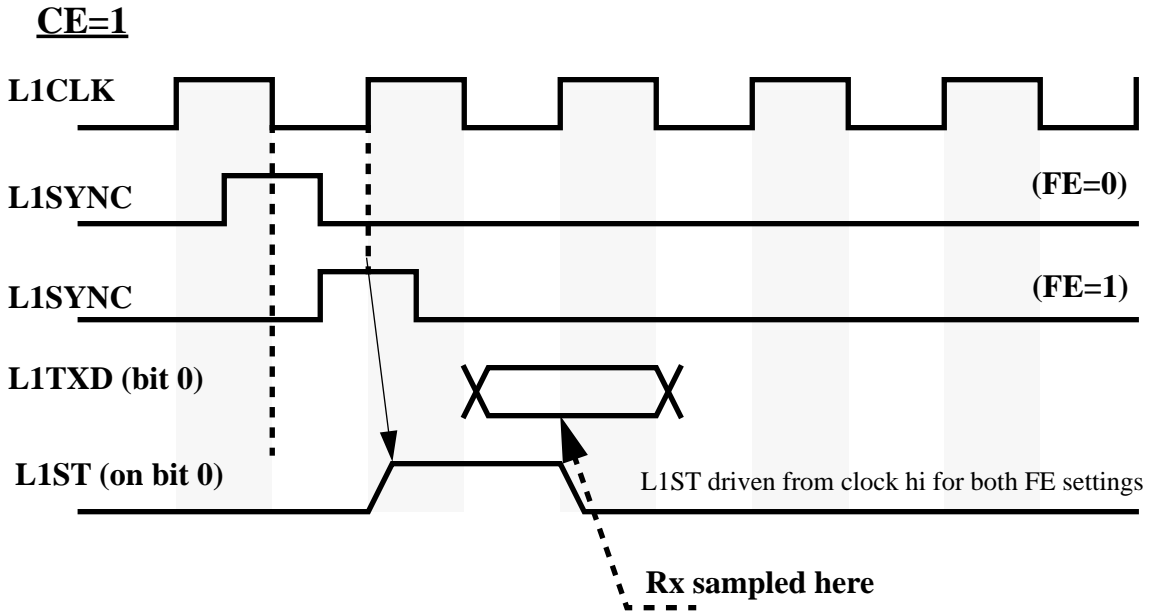 CE=1
L1CLK
L1SYNC
(FE=0)
L1SYNC
(FE=1)
L1TXD (bit 0)
L1ST (on bit 0)
L1ST driven from clock hi for both FE settings
Rx sampled here